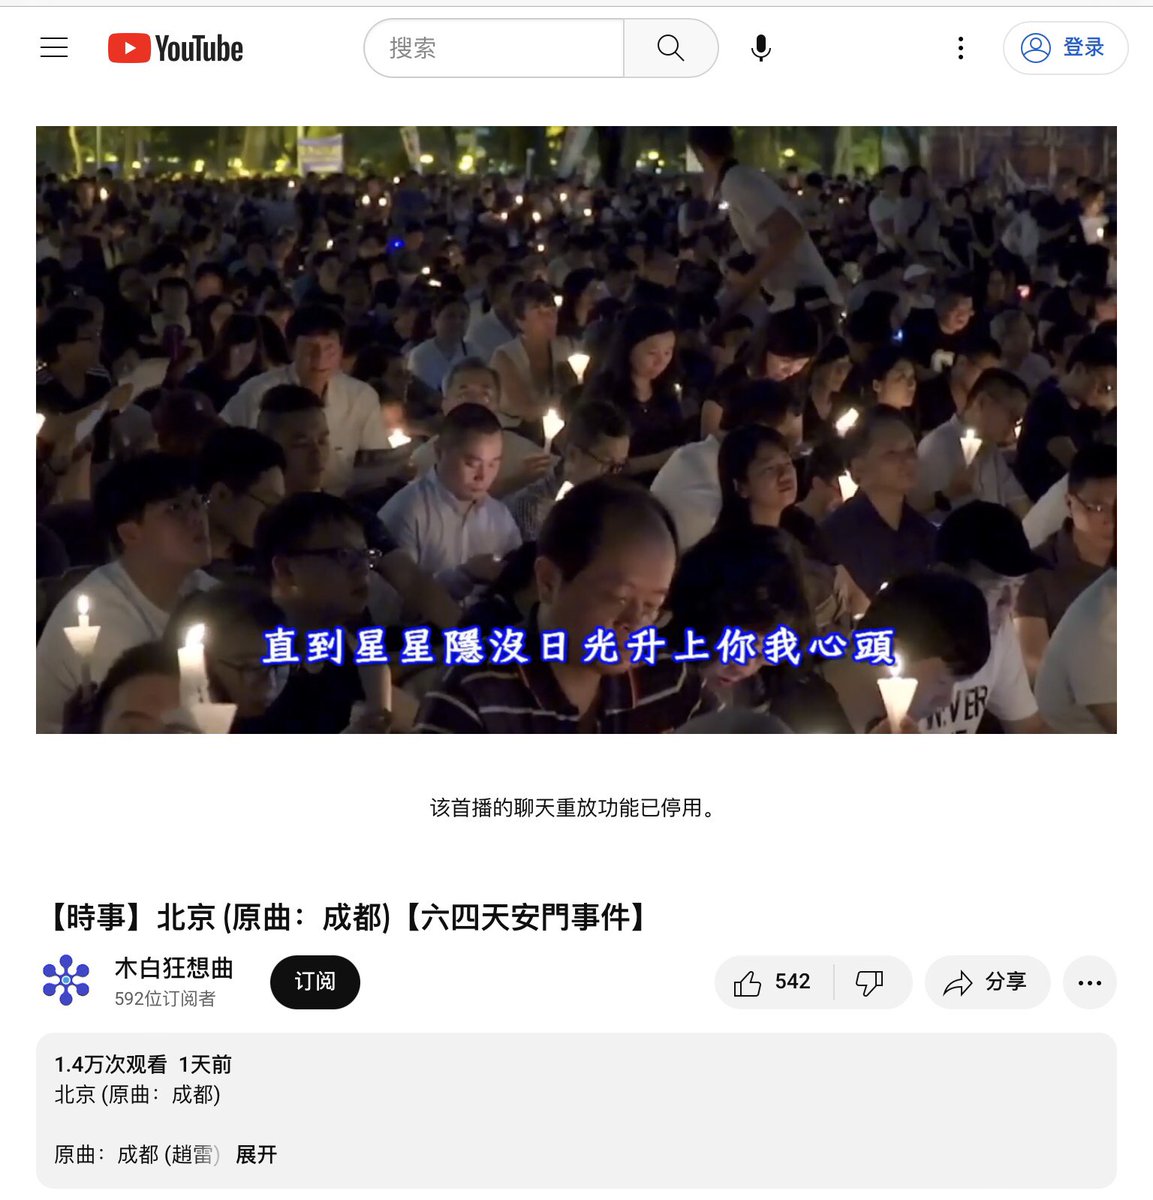 YouTube
搜索
登录
直到星星隱沒日光升上你我心頭
该首播的聊天重放功能已停用。
【時事】北京 (原曲：成都)【六四天安門事件】
木白狂想曲
592位订阅者
订阅
542
分享
1.4万次观看 1天前
北京 (原曲：成都)
原曲：成都 (趙雷) 展开